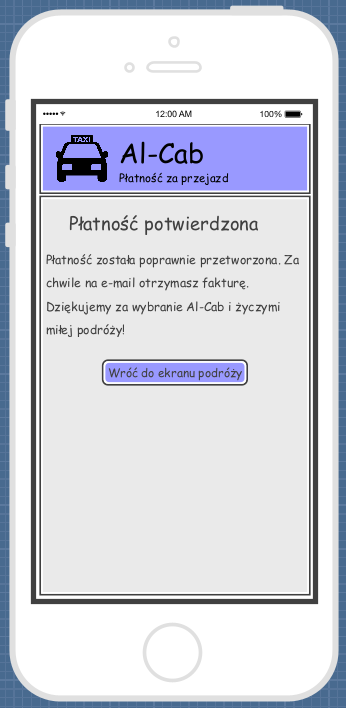 12:00 AM
100%
TAXI
Al-Cab
Płatność za przejazd
Płatność potwierdzona
Płatność została poprawnie przetworzona. Za
chwile na e-mail otrzymasz fakturę.
Dziękujemy za wybranie Al-Cab i życzymi
miłej podróży!
Wróć do ekranu podróży